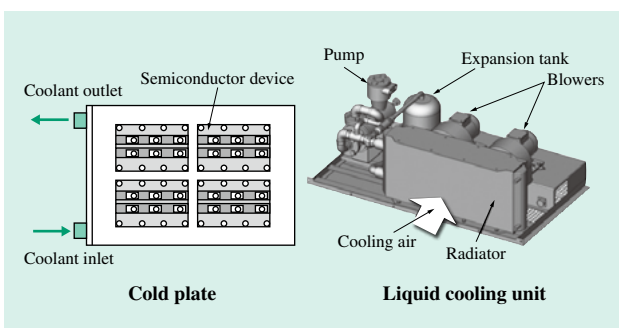 Coolant outlet
Semiconductor device
Coolant inlet
Cold plate
Pump
Expansion tank
Blowers
Cooling air
Radiator
Liquid cooling unit